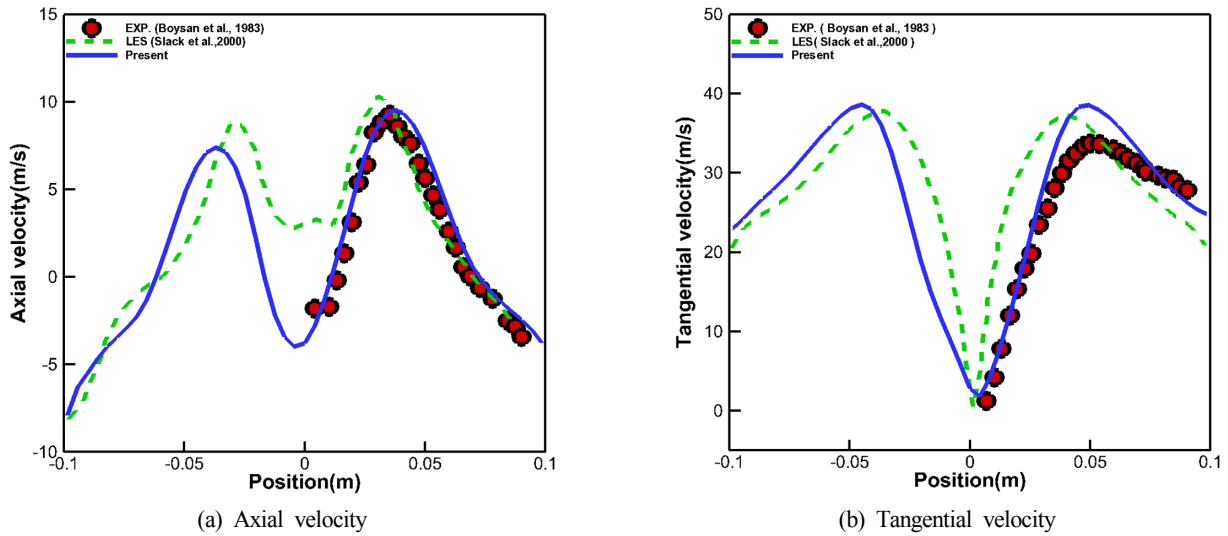 EXP. (Boysan et al., 1983)
LES (Slack et al.,2000)
Present
15
10
5
0
-5
-10
Axial velocity(m/s)
-0.1
-0.05
0
0.05
0.1
Position(m)
(a) Axial velocity
EXP. ( Boysan et al., 1983 )
LES( Slack et al.,2000 )
Present
50
40
30
20
10
0
Tangential velocity(m/s)
-0.1
-0.05
0
0.05
0.1
Position(m)
(b) Tangential velocity